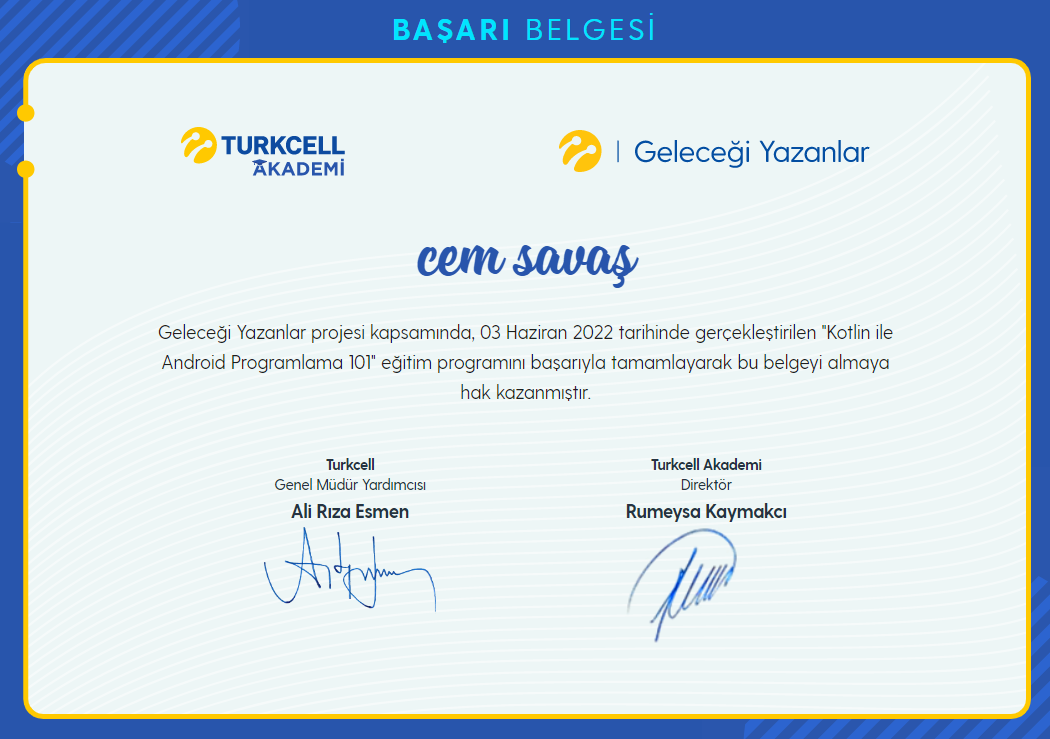 BAŞARI BELGESİ
TURKCELL
AKADEMİ
| Geleceği Yazanlar
cem savaş
Geleceği Yazanlar projesi kapsamında, 03 Haziran 2022 tarihinde gerçekleştirilen "Kotlin ile
Android Programlama 101" eğitim programını başarıyla tamamlayarak bu belgeyi almaya
hak kazanmıştır.
Turkcell
Genel Müdür Yardımcısı
Ali Rıza Esmen
Turkcell Akademi
Direktör
Rumeysa Kaymakcı